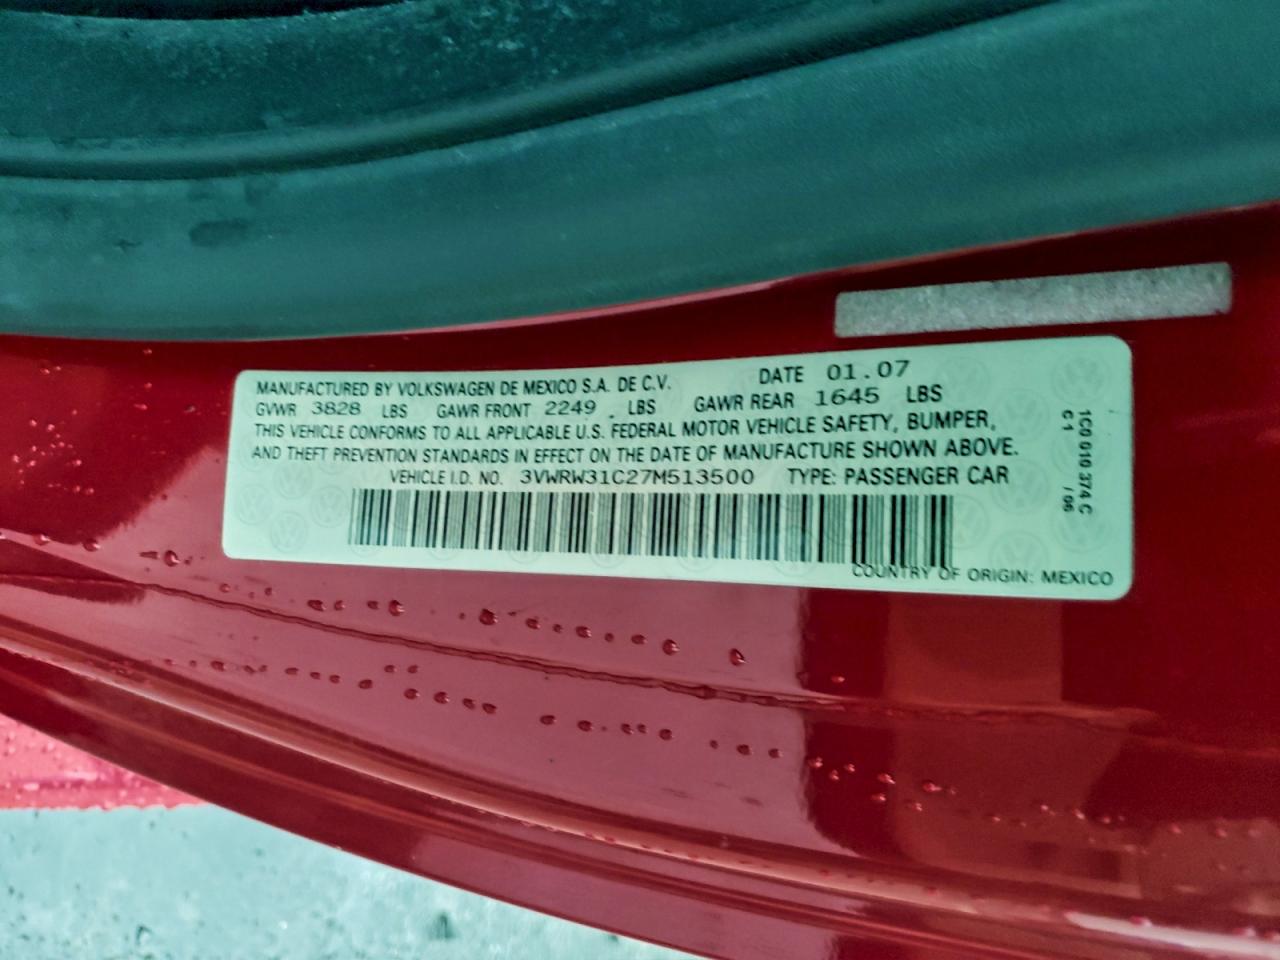 MANUFACTURED BY VOLKSWAGEN DE MEXICO S.A. DE C.V. DATE 01.07
GVWR 3828 LBS GAWR FRONT 2249 LBS GAWR REAR 1645 LBS
THIS VEHICLE CONFORMS TO ALL APPLICABLE U.S. FEDERAL MOTOR VEHICLE SAFETY, BUMPER,
AND THEFT PREVENTION STANDARDS IN EFFECT ON THE DATE OF MANUFACTURE SHOWN ABOVE.
VEHICLE I.D. NO. 3VWRW31C27M513500 TYPE: PASSENGER CAR
COUNTRY OF ORIGIN: MEXICO
1C0 010 374 C
C1 /06